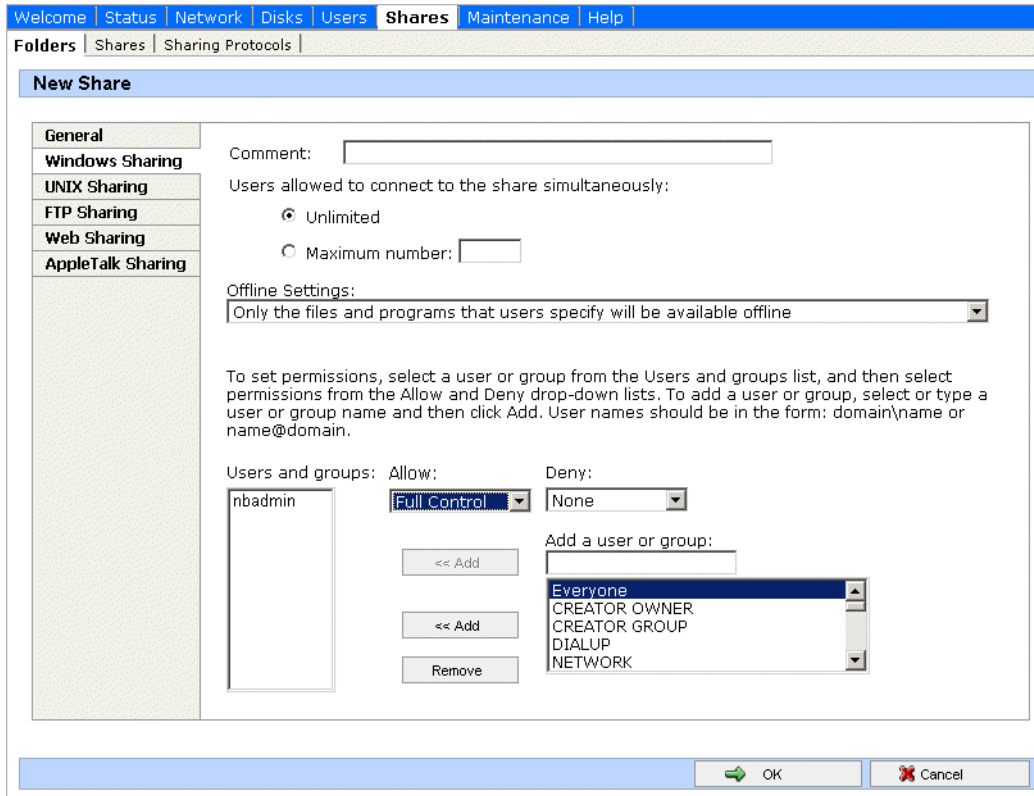 Welcome Status Network Disks Users Shares Maintenance Help
Folders Shares Sharing Protocols
New Share
General
Windows Sharing
UNIX Sharing
FTP Sharing
Web Sharing
AppleTalk Sharing
Comment:
Users allowed to connect to the share simultaneously:
Unlimited
Maximum number:
Offline Settings:
Only the files and programs that users specify will be available offline
To set permissions, select a user or group from the Users and groups list, and then select
permissions from the Allow and Deny drop-down lists. To add a user or group, select or type a
user or group name and then click Add. User names should be in the form: domain\name or
name@domain.
Users and groups: Allow: Deny:
nbadmin Full Control None
Add a user or group:
<< Add
Everyone
CREATOR OWNER
<< Add CREATOR GROUP
DIALUP
Remove NETWORK
OK Cancel